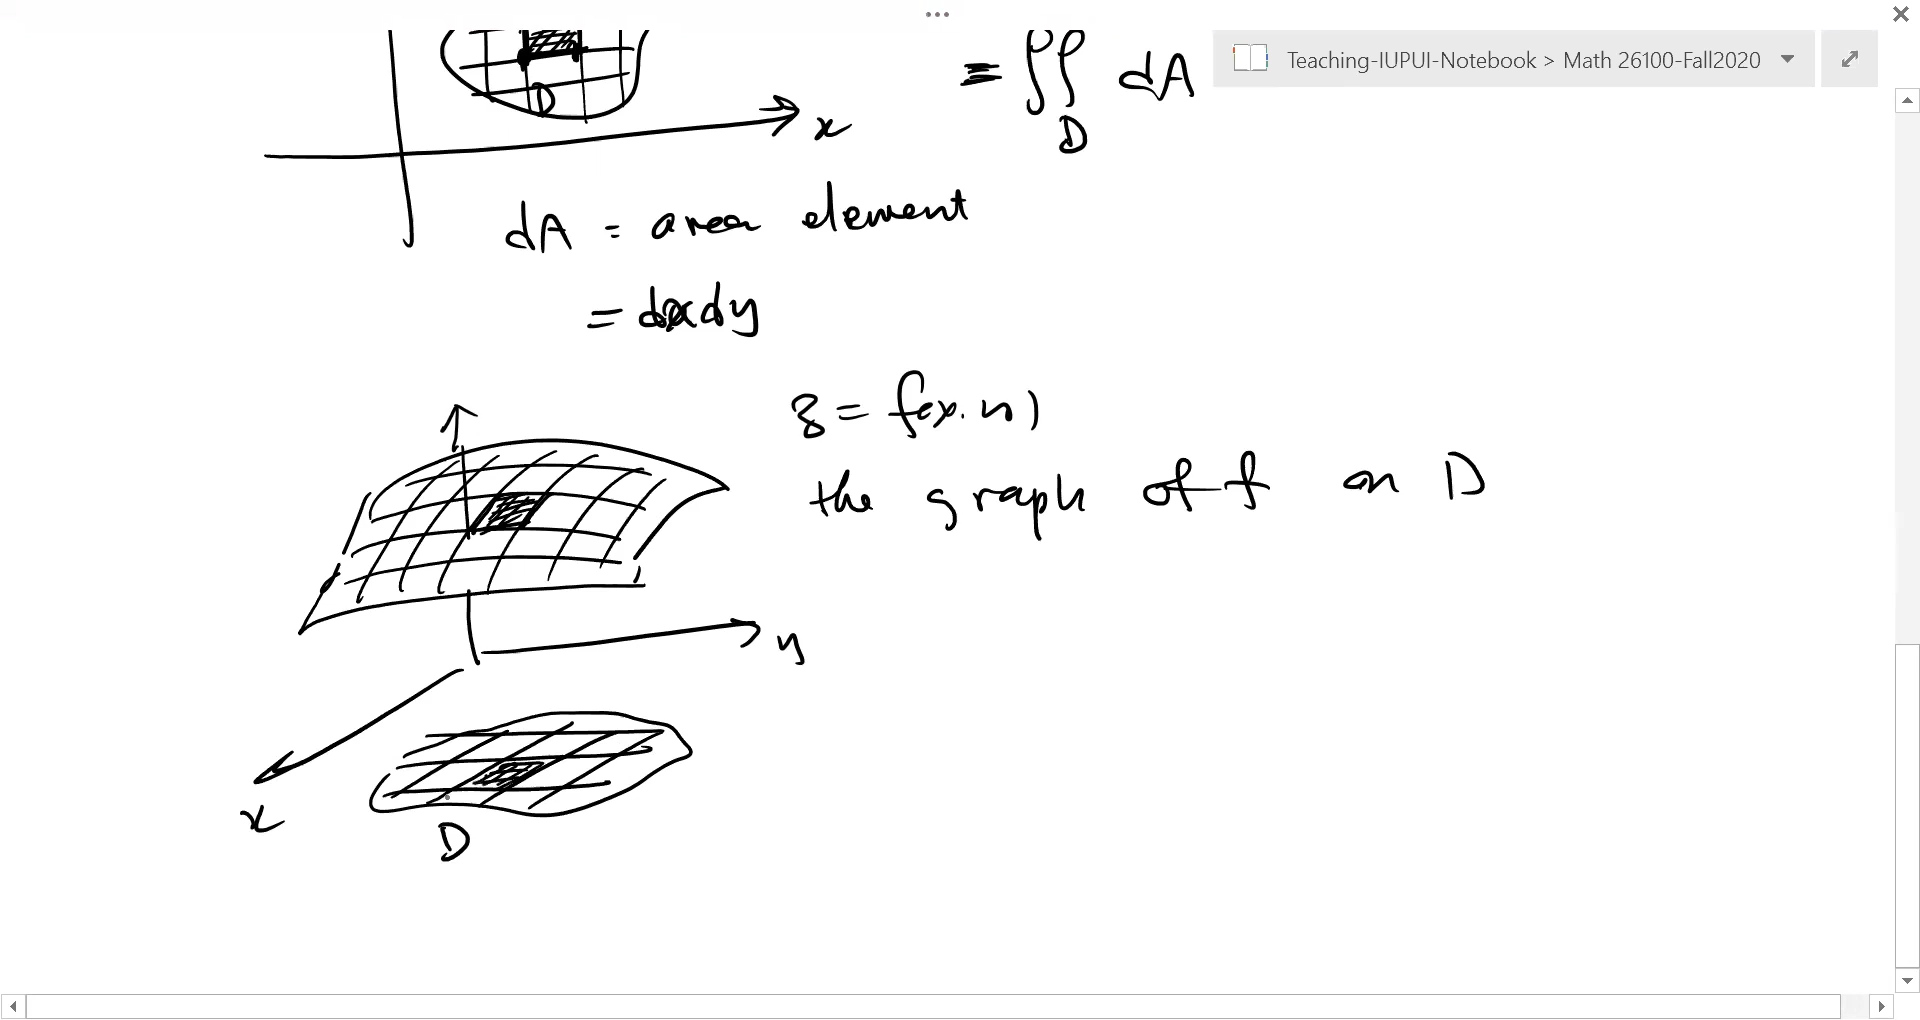 Teaching-IUPUI-Notebook > Math 26100-Fall2020
D
= ∬ dA
D
x
dA = area element
= dxdy
z = f(x.y)
the graph of f on D
y
x
D